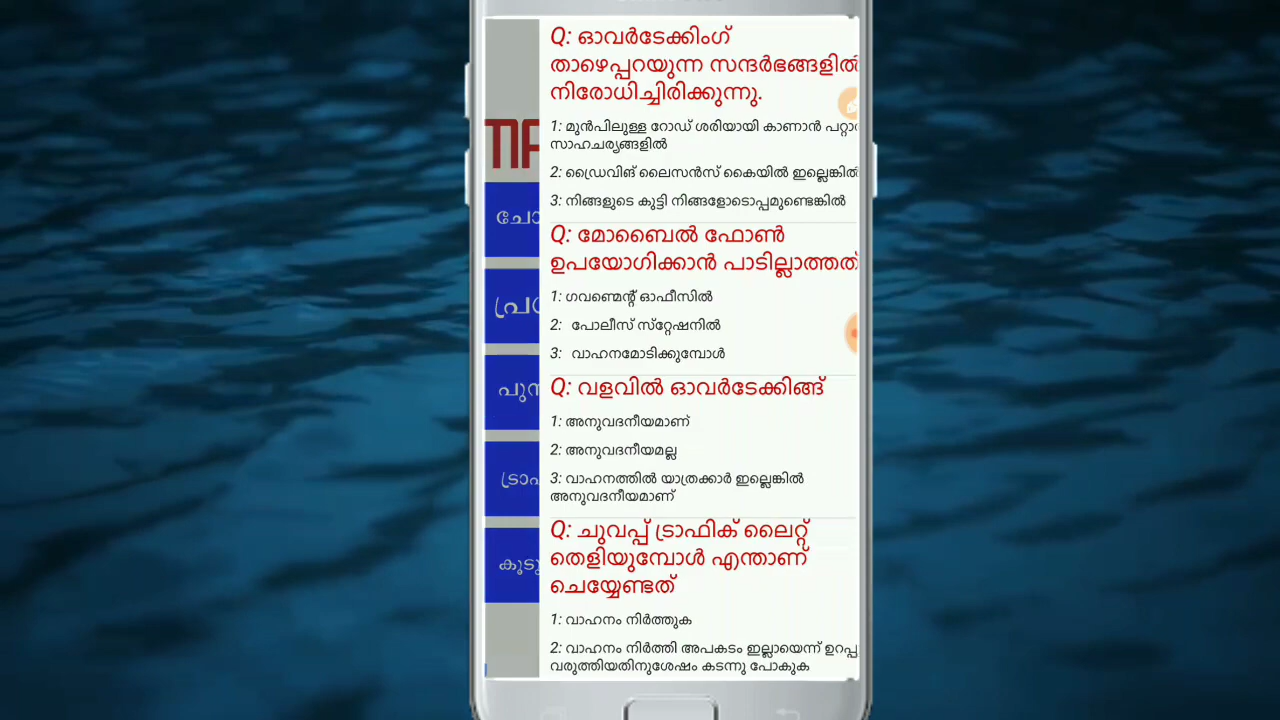 Q: ഓവർടേക്കിംഗ്
താഴെപ്പറയുന്ന സന്ദർഭങ്ങളിൽ
നിരോധിച്ചിരിക്കുന്നു.
1: മുൻപിലുള്ള റോഡ് ശരിയായി കാണാൻ
സാഹചര്യങ്ങളിൽ
2: ഡ്രൈവിങ് ലൈസൻസ് കൈയിൽ ഇല്ലെങ്കിൽ
3: നിങ്ങളുടെ കുട്ടി നിങ്ങളോടൊപ്പമുണ്ടെങ്കിൽ
Q: മോബൈൽ ഫോൺ
ഉപയോഗിക്കാൻ പാടില്ലാത്തത്
1: ഗവണ്മെന്റ് ഓഫീസിൽ
2: പോലീസ് സ്റ്റേഷനിൽ
3: വാഹനമോടിക്കുമ്പോൾ
Q: വളവിൽ ഓവർടേക്കിങ്ങ്
1: അനുവദനീയമാണ്
2: അനുവദനീയമല്ല
3: വാഹനത്തിൽ യാത്രക്കാർ ഇല്ലെങ്കിൽ
അനുവദനീയമാണ്
Q: ചുവപ്പ് ട്രാഫിക് ലൈറ്റ്
തെളിയുമ്പോൾ എന്താണ്
ചെയ്യേണ്ടത്
1: വാഹനം നിർത്തുക
2: വാഹനം നിർത്തി അപകടം ഇല്ലായെന്ന്
വരുത്തിയതിനുശേഷം കടന്നു പോകുക